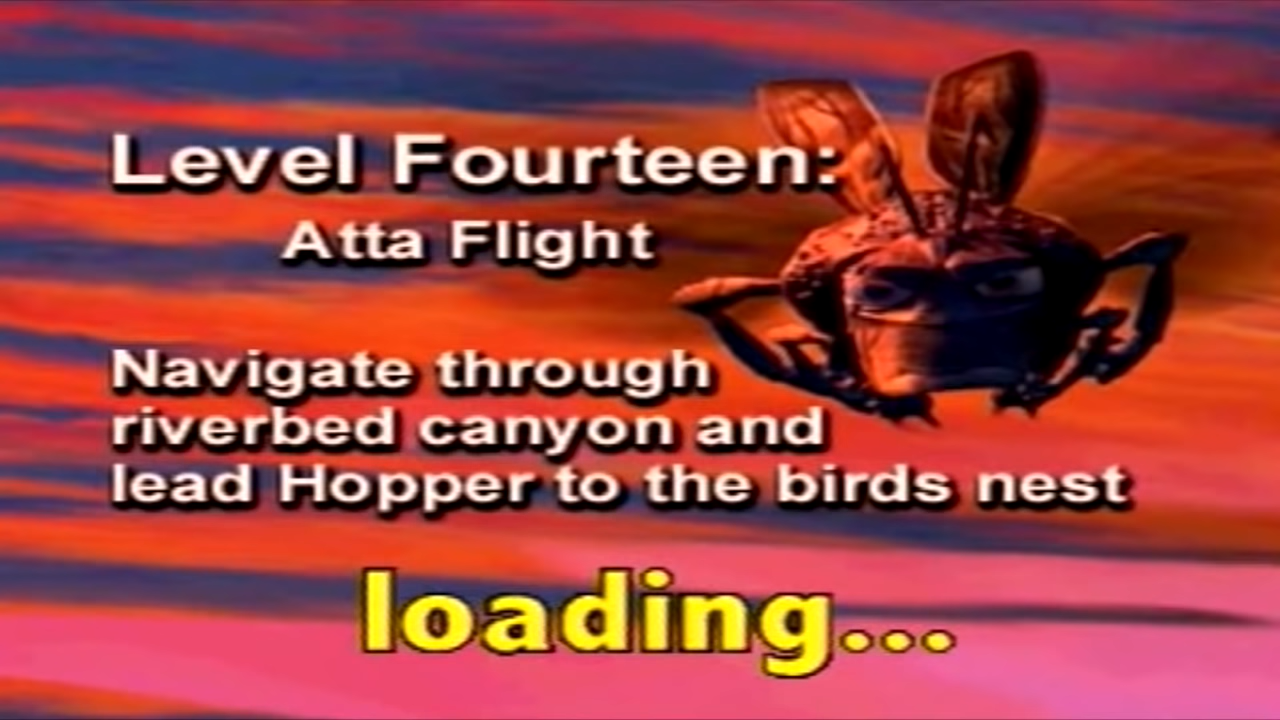 Level Fourteen:
Atta Flight
Navigate through
riverbed canyon and
lead Hopper to the birds nest
loading...